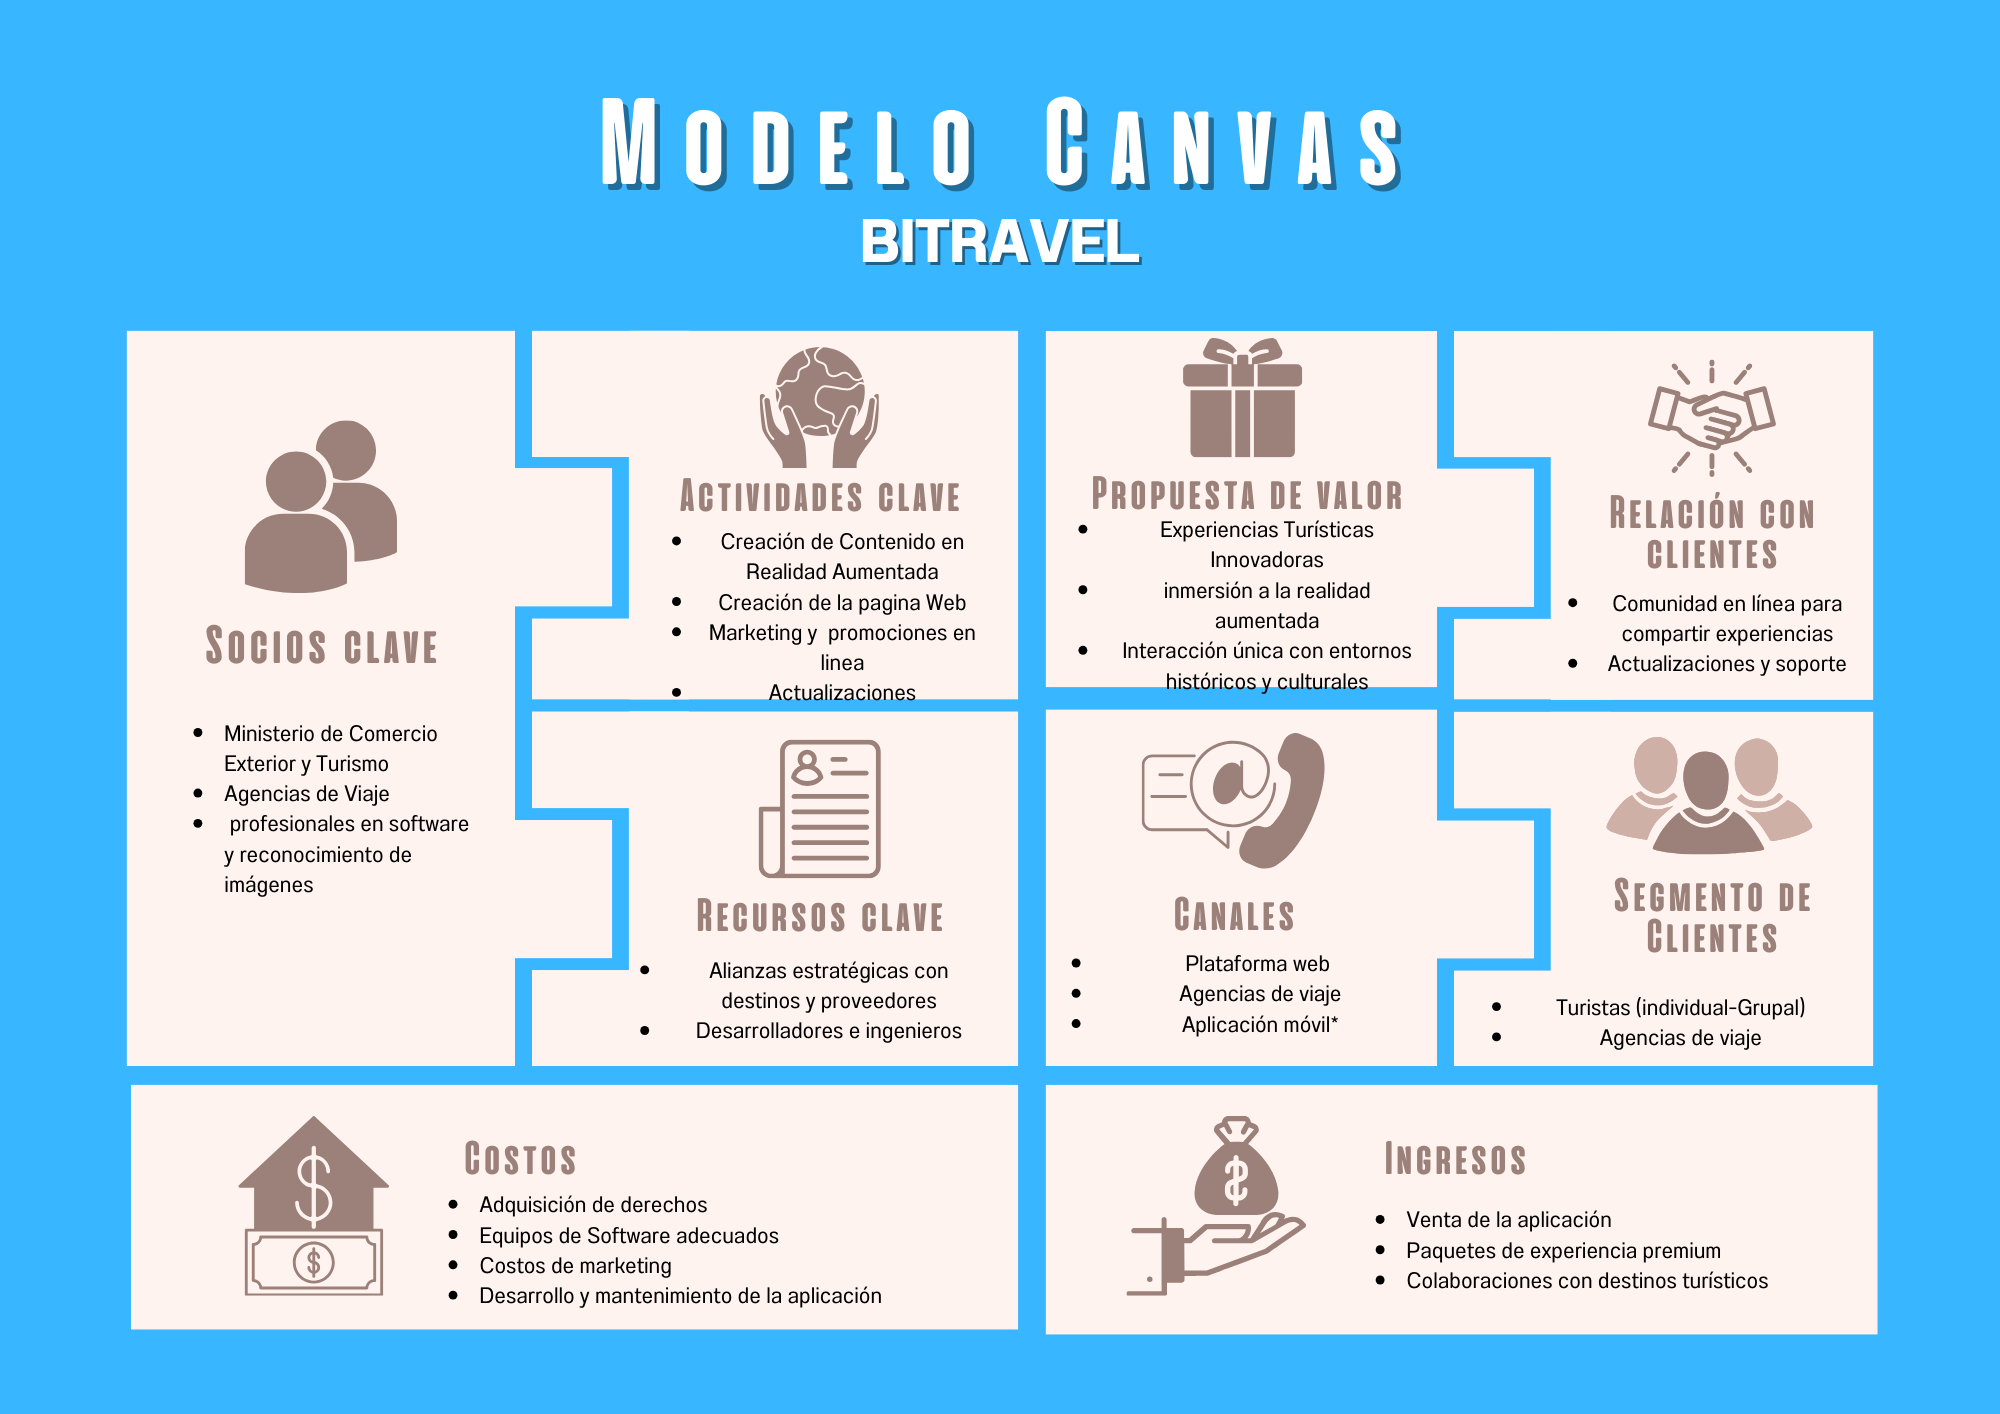 Modelo Canvas
BITRAVEL
Socios clave
• Ministerio de Comercio
Exterior y Turismo
• Agencias de Viaje
• profesionales en software
y reconocimiento de
imágenes
Actividades clave
• Creación de Contenido en
Realidad Aumentada
• Creación de la pagina Web
• Marketing y  promociones en
linea
• Actualizaciones
Recursos clave
• Alianzas estratégicas con
destinos y proveedores
• Desarrolladores e ingenieros
Propuesta de valor
• Experiencias Turísticas
Innovadoras
• inmersión a la realidad
aumentada
• Interacción única con entornos
históricos y culturales
Canales
• Plataforma web
• Agencias de viaje
• Aplicación móvil*
Relación con
clientes
• Comunidad en línea para
compartir experiencias
• Actualizaciones y soporte
Segmento de
Clientes
• Turistas (individual-Grupal)
• Agencias de viaje
Costos
• Adquisición de derechos
• Equipos de Software adecuados
• Costos de marketing
• Desarrollo y mantenimiento de la aplicación
Ingresos
• Venta de la aplicación
• Paquetes de experiencia premium
• Colaboraciones con destinos turísticos